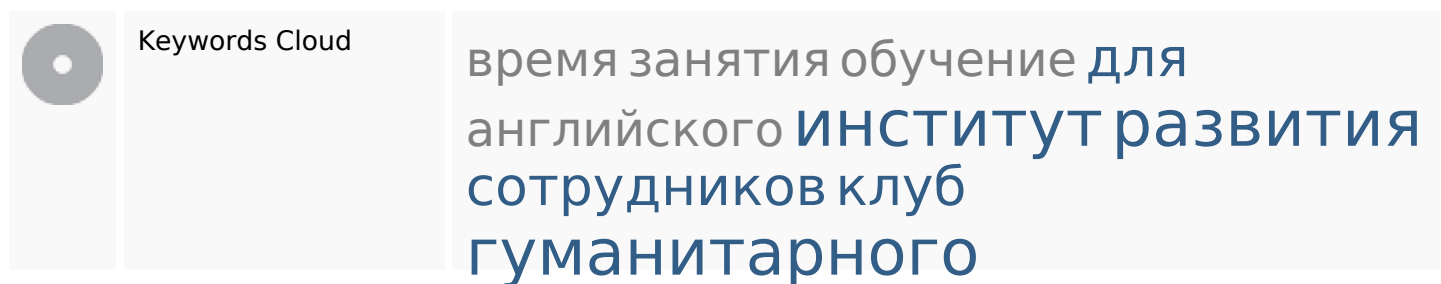 Keywords Cloud
время занятия обучение для
английского институт развития
сотрудников клуб
гуманитарного